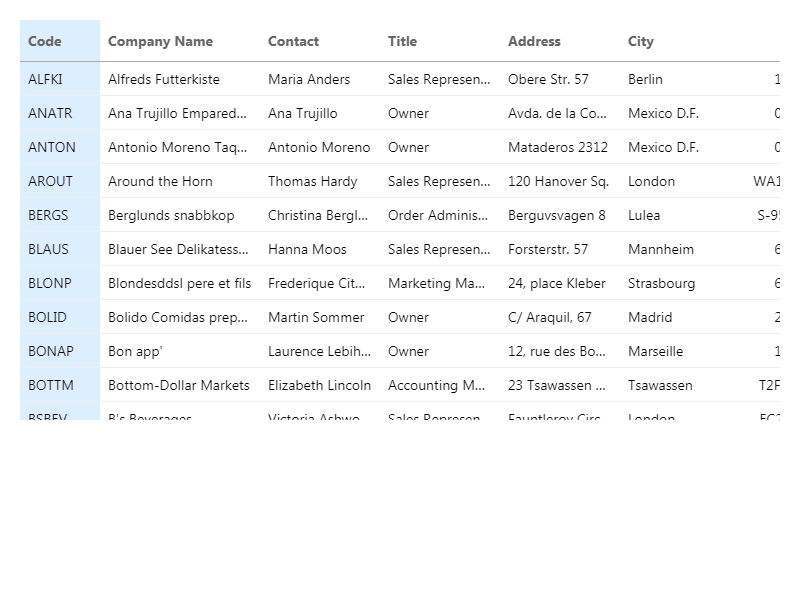 Code Company Name Contact Title Address City
ALFKI Alfreds Futterkiste Maria Anders Sales Represen... Obere Str. 57 Berlin 1
ANATR Ana Trujillo Empared... Ana Trujillo Owner Avda. de la Co... Mexico D.F. 0
ANTON Antonio Moreno Taq... Antonio Moreno Owner Mataderos 2312 Mexico D.F. 0
AROUT Around the Horn Thomas Hardy Sales Represen... 120 Hanover Sq. London WA1
BERGS Berglunds snabbkop Christina Bergl... Order Adminis... Berguvsvagen 8 Lulea S-95
BLAUS Blauer See Delikatess... Hanna Moos Sales Represen... Forsterstr. 57 Mannheim 6
BLONP Blondesddsl pere et fils Frederique Cit... Marketing Ma... 24, place Kleber Strasbourg 6
BOLID Bolido Comidas prep... Martin Sommer Owner C/ Araquil, 67 Madrid 2
BONAP Bon app' Laurence Lebih... Owner 12, rue des Bo... Marseille 1
BOTTM Bottom-Dollar Markets Elizabeth Lincoln Accounting M... 23 Tsawassen ... Tsawassen T2F
BSBEV B's Beverages Victoria Ashwo... Sales Represen... Fauntleroy Circ... London EC2